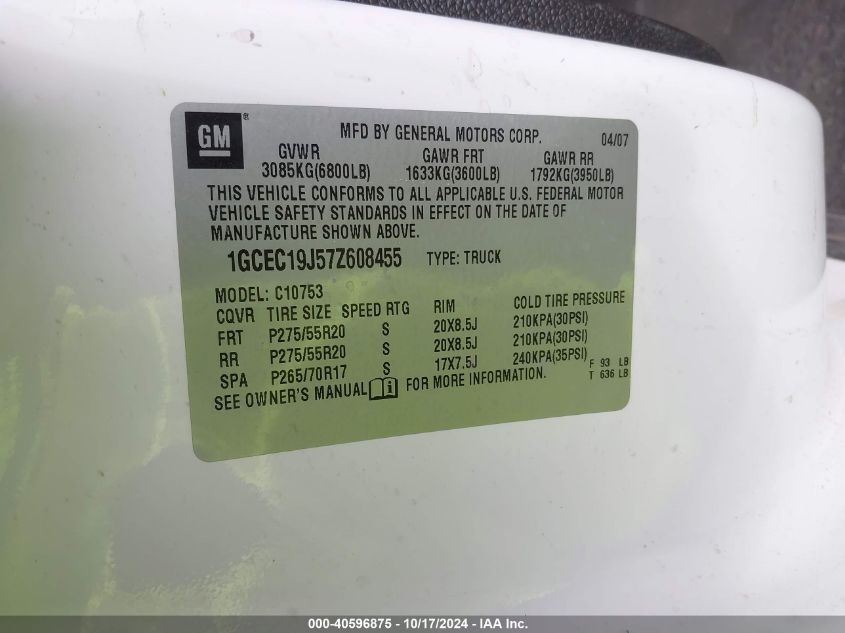 GM ® MFD BY GENERAL MOTORS CORP. 04/07
GVWR GAWR FRT GAWR RR
3085KG(6800LB) 1633KG(3600LB) 1792KG(3950LB)
THIS VEHICLE CONFORMS TO ALL APPLICABLE U.S. FEDERAL MOTOR
VEHICLE SAFETY STANDARDS IN EFFECT ON THE DATE OF
MANUFACTURE SHOWN ABOVE.
1GCEC19J57Z608455 TYPE: TRUCK
MODEL: C10753
CQVR TIRE SIZE SPEED RTG RIM COLD TIRE PRESSURE
FRT P275/55R20 S 20X8.5J 210KPA(30PSI)
RR P275/55R20 S 20X8.5J 210KPA(30PSI)
SPA P265/70R17 S 17X7.5J 240KPA(35PSI) F 93 LB
SEE OWNER'S MANUAL i FOR MORE INFORMATION. T 636 LB
000-40596875 - 10/17/2024 - IAA Inc.